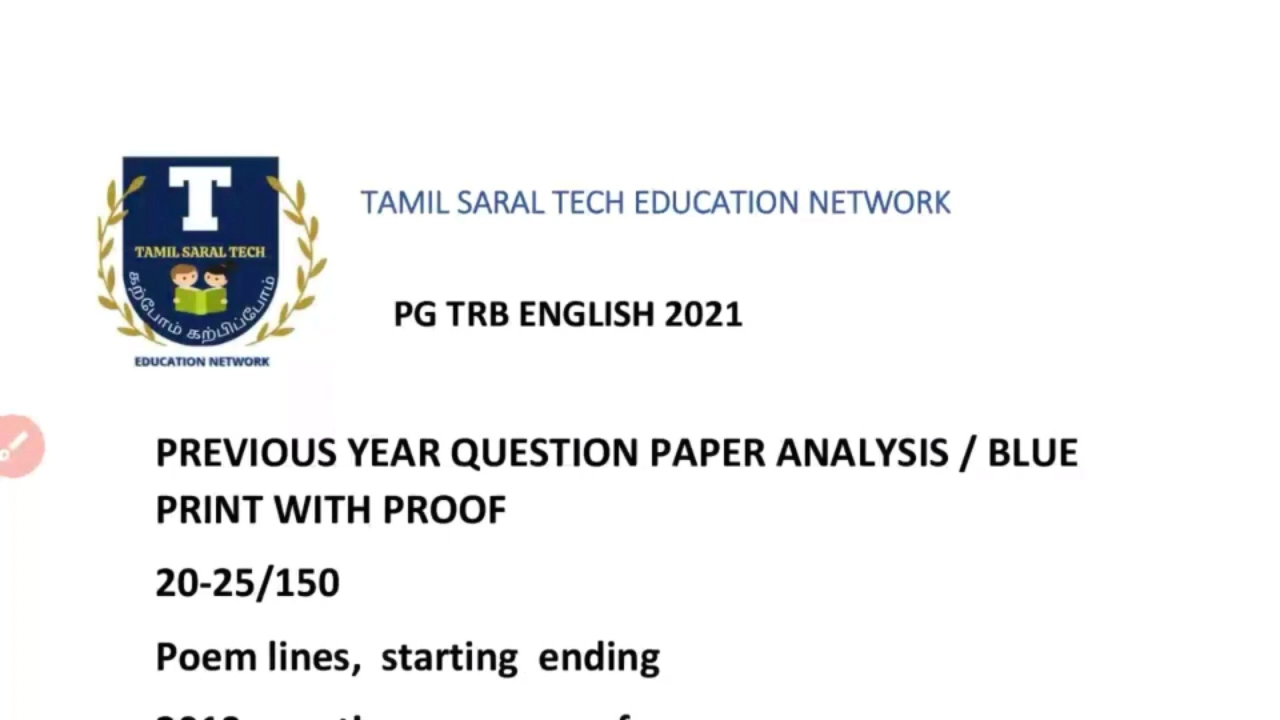 T
TAMIL SARAL TECH
கற்போம் கற்பிப்போம்
EDUCATION NETWORK
TAMIL SARAL TECH EDUCATION NETWORK
PG TRB ENGLISH 2021
PREVIOUS YEAR QUESTION PAPER ANALYSIS / BLUE
PRINT WITH PROOF
20-25/150
Poem lines, starting ending